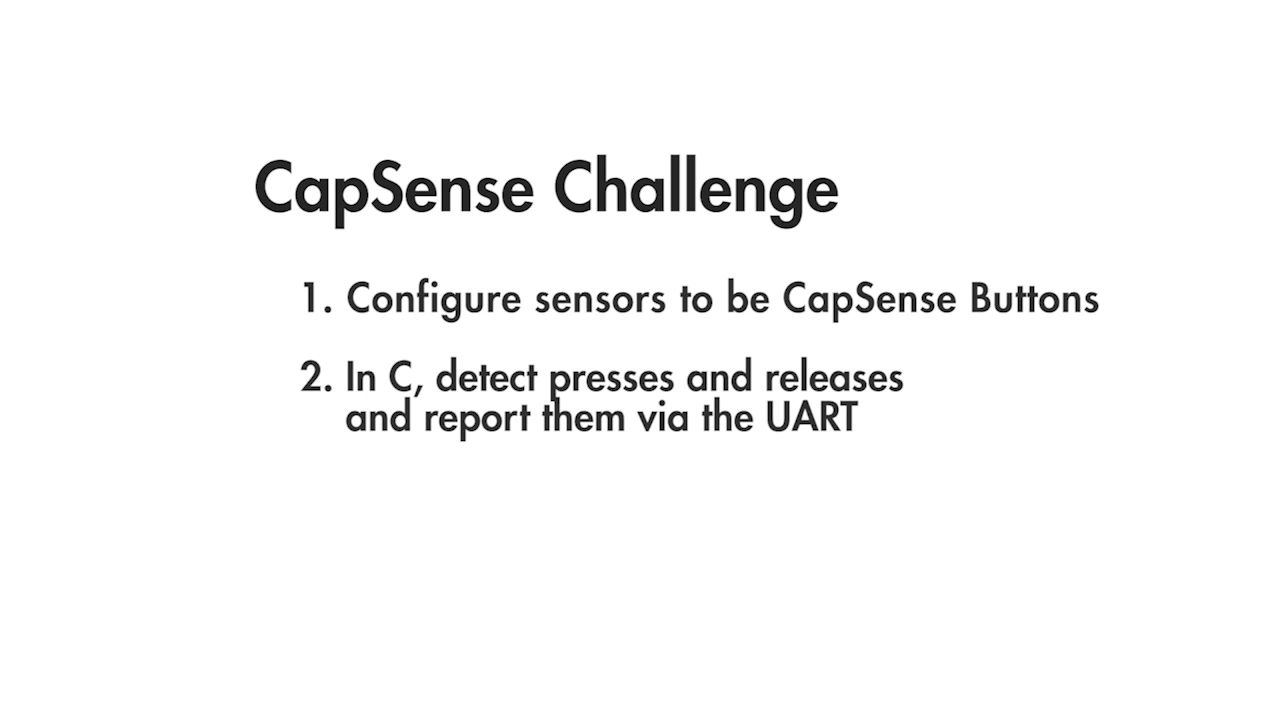 CapSense Challenge
1. Configure sensors to be CapSense Buttons
2. In C, detect presses and releases
and report them via the UART